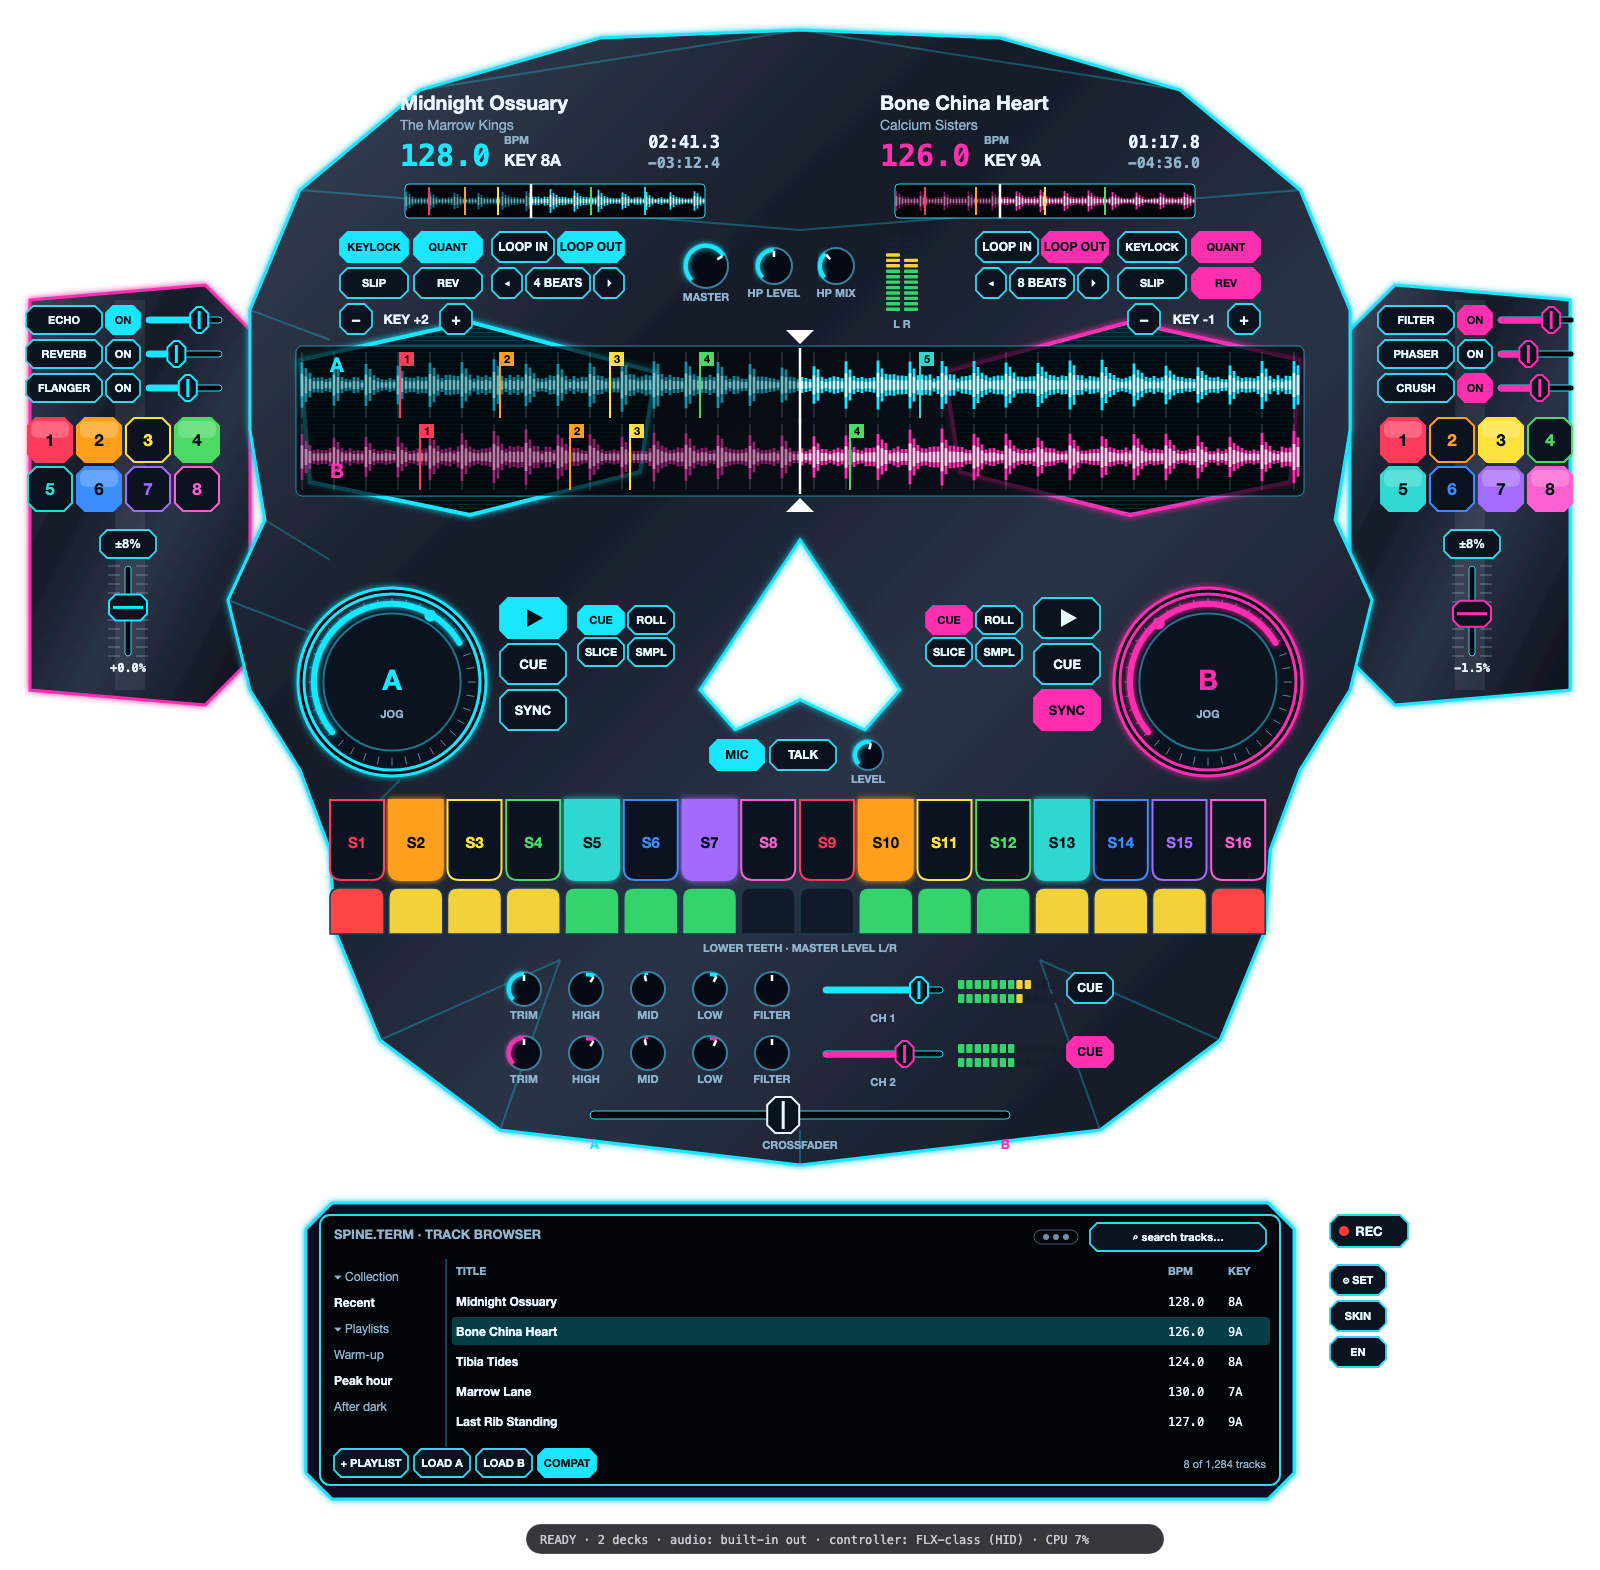 Midnight Ossuary
The Marrow Kings
BPM
128.0 KEY 8A
02:41.3
-03:12.4
Bone China Heart
Calcium Sisters
BPM
126.0 KEY 9A
01:17.8
-04:36.0
KEYLOCK QUANT LOOP IN LOOP OUT
SLIP REV ◂ 4 BEATS ▸
− KEY +2 +
MASTER HP LEVEL HP MIX
L R
LOOP IN LOOP OUT KEYLOCK QUANT
◂ 8 BEATS ▸ SLIP REV
− KEY -1 +
ECHO ON
REVERB ON
FLANGER ON
1 2 3 4
5 6 7 8
±8%
+0.0%
A 1 2 3 4 5
B 1 2 3 4
FILTER ON
PHASER ON
CRUSH ON
1 2 3 4
5 6 7 8
±8%
-1.5%
A
JOG
CUE
SYNC
CUE ROLL
SLICE SMPL
CUE ROLL
SLICE SMPL
CUE
SYNC
B
JOG
MIC TALK LEVEL
S1 S2 S3 S4 S5 S6 S7 S8 S9 S10 S11 S12 S13 S14 S15 S16
LOWER TEETH · MASTER LEVEL L/R
TRIM HIGH MID LOW FILTER CH 1 CUE
TRIM HIGH MID LOW FILTER CH 2 CUE
A CROSSFADER B
SPINE.TERM · TRACK BROWSER
⌕ search tracks...
▾ Collection
Recent
▾ Playlists
Warm-up
Peak hour
After dark
TITLE BPM KEY
Midnight Ossuary 128.0 8A
Bone China Heart 126.0 9A
Tibia Tides 124.0 8A
Marrow Lane 130.0 7A
Last Rib Standing 127.0 9A
+ PLAYLIST LOAD A LOAD B COMPAT
8 of 1,284 tracks
REC
⚙ SET
SKIN
EN
READY · 2 decks · audio: built-in out · controller: FLX-class (HID) · CPU 7%